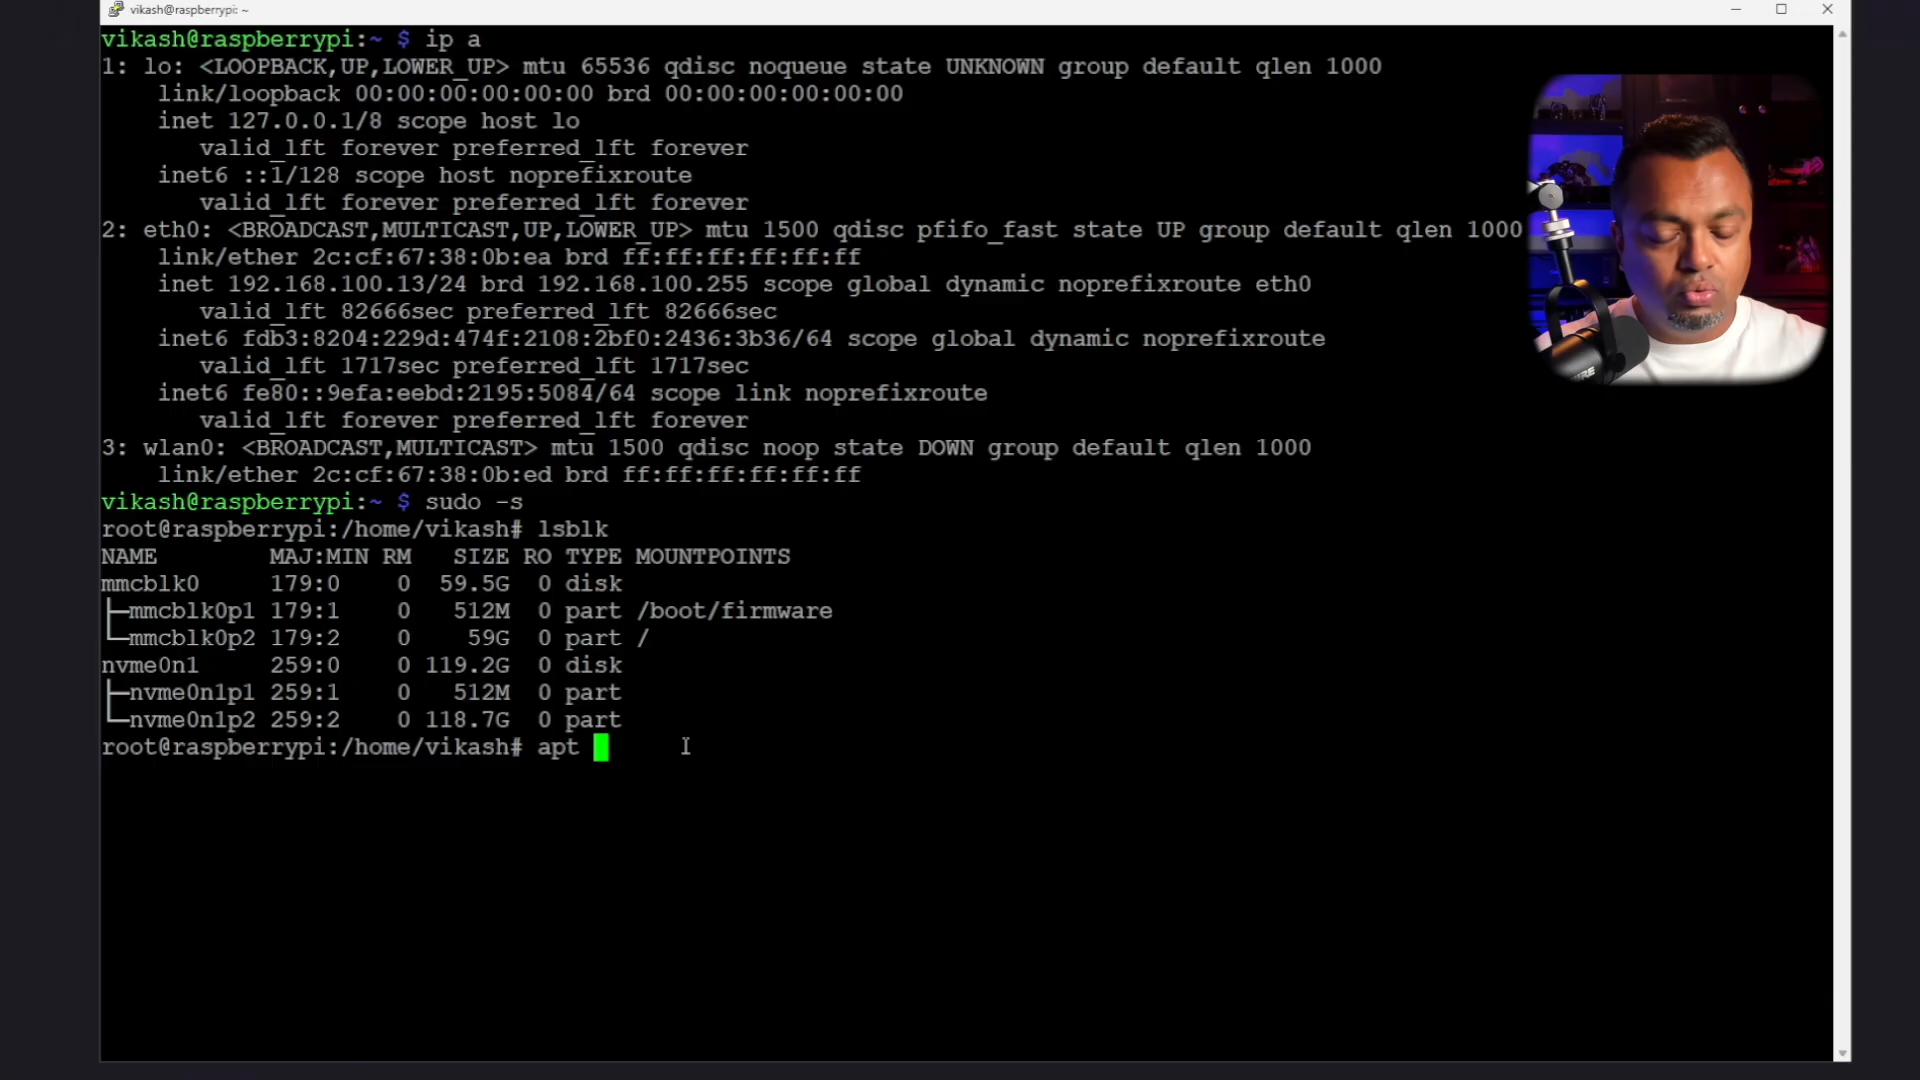 vikash@raspberrypi: ~
vikash@raspberrypi:~ $ ip a
1: lo: <LOOPBACK,UP,LOWER_UP> mtu 65536 qdisc noqueue state UNKNOWN group default qlen 1000
link/loopback 00:00:00:00:00:00 brd 00:00:00:00:00:00
inet 127.0.0.1/8 scope host lo
valid_lft forever preferred_lft forever
inet6 ::1/128 scope host noprefixroute
valid_lft forever preferred_lft forever
2: eth0: <BROADCAST,MULTICAST,UP,LOWER_UP> mtu 1500 qdisc pfifo_fast state UP group default qlen 1000
link/ether 2c:cf:67:38:0b:ea brd ff:ff:ff:ff:ff:ff
inet 192.168.100.13/24 brd 192.168.100.255 scope global dynamic noprefixroute eth0
valid_lft 82666sec preferred_lft 82666sec
inet6 fdb3:8204:229d:474f:2108:2bf0:2436:3b36/64 scope global dynamic noprefixroute
valid_lft 1717sec preferred_lft 1717sec
inet6 fe80::9efa:eebd:2195:5084/64 scope link noprefixroute
valid_lft forever preferred_lft forever
3: wlan0: <BROADCAST,MULTICAST> mtu 1500 qdisc noop state DOWN group default qlen 1000
link/ether 2c:cf:67:38:0b:ed brd ff:ff:ff:ff:ff:ff
vikash@raspberrypi:~ $ sudo -s
root@raspberrypi:/home/vikash# lsblk
NAME MAJ:MIN RM SIZE RO TYPE MOUNTPOINTS
mmcblk0 179:0 0 59.5G 0 disk
├─mmcblk0p1 179:1 0 512M 0 part /boot/firmware
└─mmcblk0p2 179:2 0 59G 0 part /
nvme0n1 259:0 0 119.2G 0 disk
├─nvme0n1p1 259:1 0 512M 0 part
└─nvme0n1p2 259:2 0 118.7G 0 part
root@raspberrypi:/home/vikash# apt